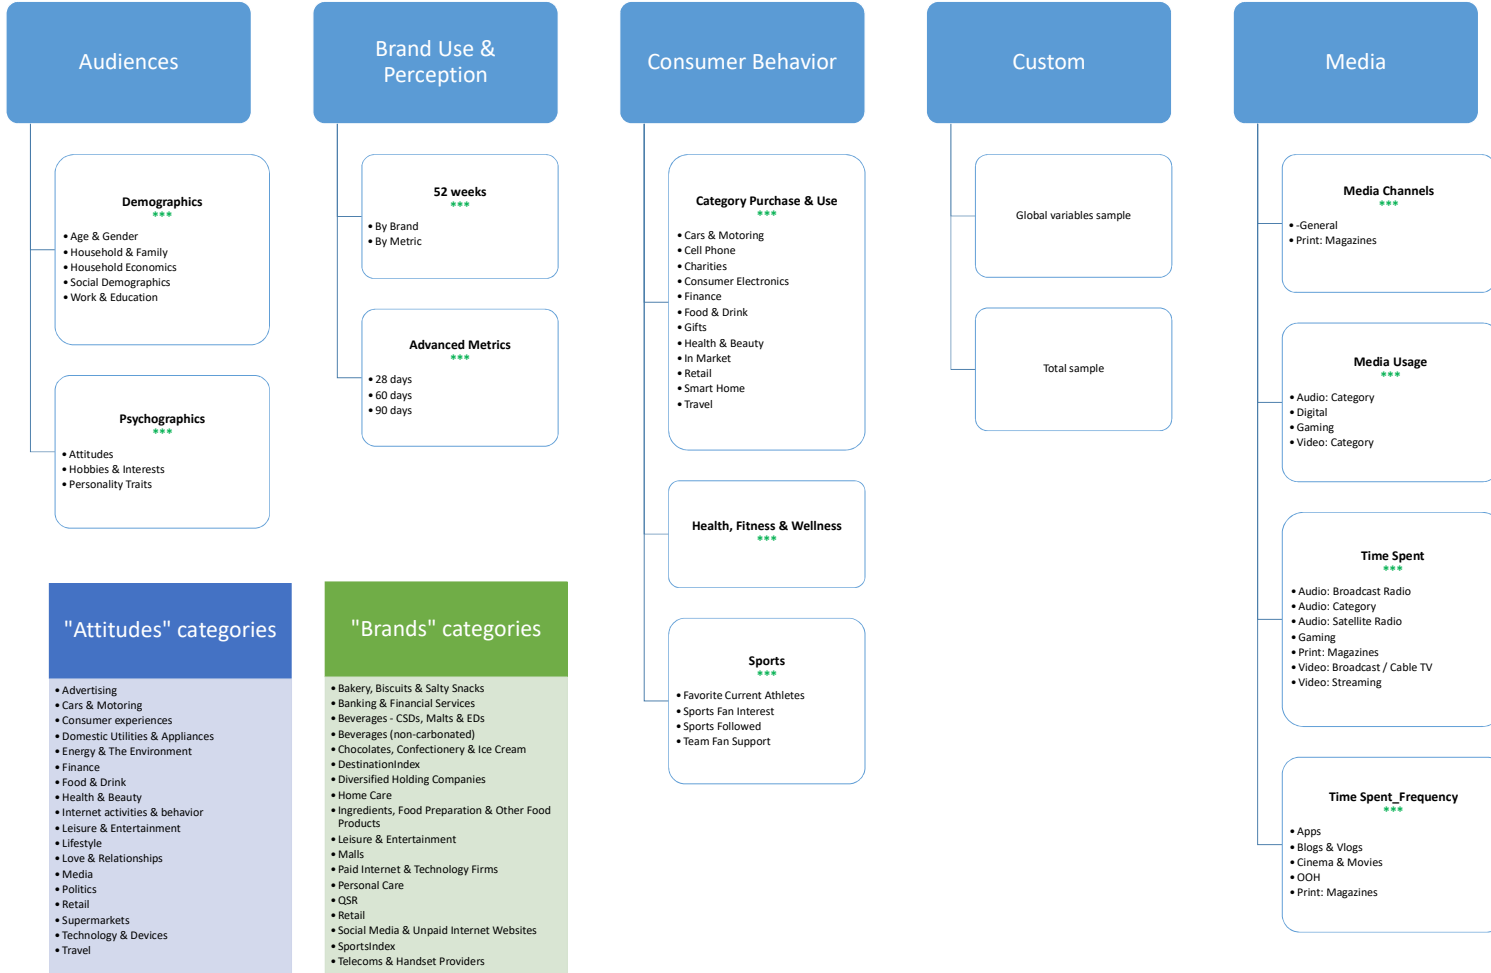 Audiences
Demographics
***
• Age & Gender
• Household & Family
• Household Economics
• Social Demographics
• Work & Education
Psychographics
***
• Attitudes
• Hobbies & Interests
• Personality Traits
Brand Use &
Perception
52 weeks
***
• By Brand
• By Metric
Advanced Metrics
***
• 28 days
• 60 days
• 90 days
Consumer Behavior
Category Purchase & Use
***
• Cars & Motoring
• Cell Phone
• Charities
• Consumer Electronics
• Finance
• Food & Drink
• Gifts
• Health & Beauty
• In Market
• Retail
• Smart Home
• Travel
Health, Fitness & Wellness
***
Sports
***
• Favorite Current Athletes
• Sports Fan Interest
• Sports Followed
• Team Fan Support
Custom
Global variables sample
Total sample
Media
Media Channels
***
• -General
• Print: Magazines
Media Usage
***
• Audio: Category
• Digital
• Gaming
• Video: Category
Time Spent
***
• Audio: Broadcast Radio
• Audio: Category
• Audio: Satellite Radio
• Gaming
• Print: Magazines
• Video: Broadcast / Cable TV
• Video: Streaming
Time Spent_Frequency
***
• Apps
• Blogs & Vlogs
• Cinema & Movies
• OOH
• Print: Magazines
"Attitudes" categories
• Advertising
• Cars & Motoring
• Consumer experiences
• Domestic Utilities & Appliances
• Energy & The Environment
• Finance
• Food & Drink
• Health & Beauty
• Internet activities & behavior
• Leisure & Entertainment
• Lifestyle
• Love & Relationships
• Media
• Politics
• Retail
• Supermarkets
• Technology & Devices
• Travel
"Brands" categories
• Bakery, Biscuits & Salty Snacks
• Banking & Financial Services
• Beverages - CSDs, Malts & EDs
• Beverages (non-carbonated)
• Chocolates, Confectionery & Ice Cream
• DestinationIndex
• Diversified Holding Companies
• Home Care
• Ingredients, Food Preparation & Other Food
Products
• Leisure & Entertainment
• Malls
• Paid Internet & Technology Firms
• Personal Care
• QSR
• Retail
• Social Media & Unpaid Internet Websites
• SportsIndex
• Telecoms & Handset Providers